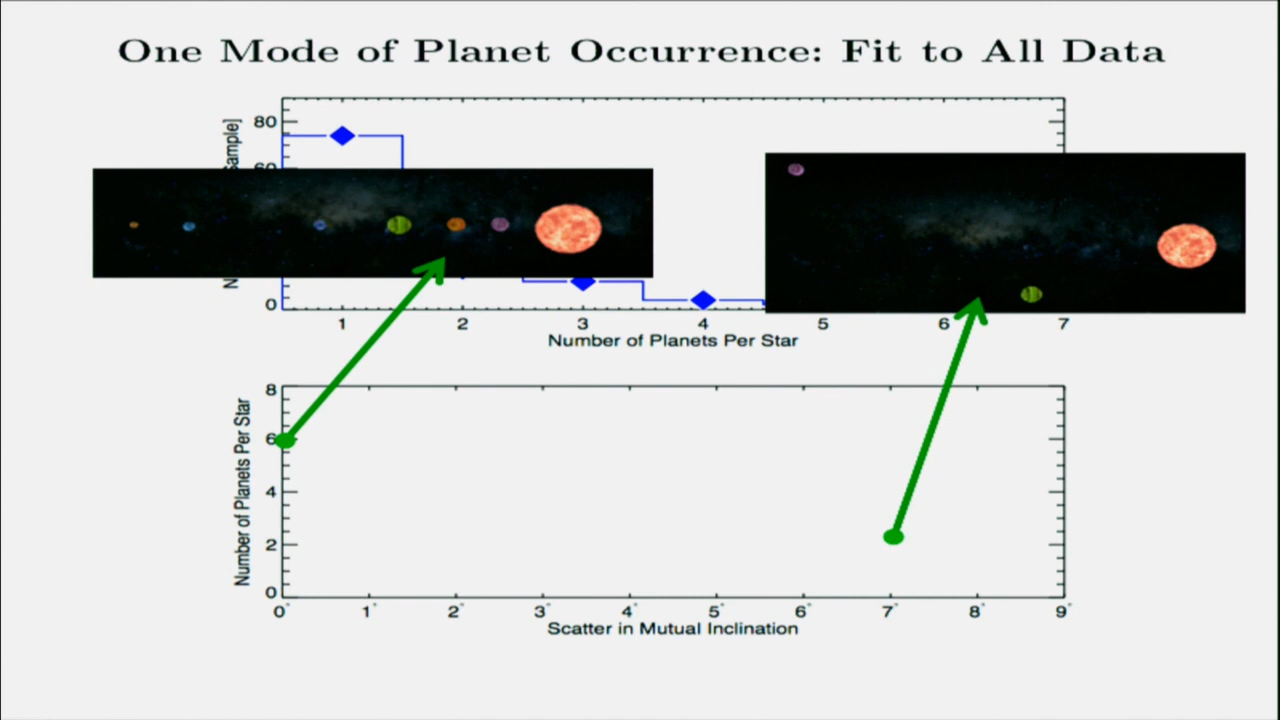 One Mode of Planet Occurrence: Fit to All Data
80
60
0
Sample]
N
1 2 3 4 5 6 7
Number of Planets Per Star
8
6
4
2
0
Number of Planets Per Star
0° 1° 2° 3° 4° 5° 6° 7° 8° 9°
Scatter in Mutual Inclination